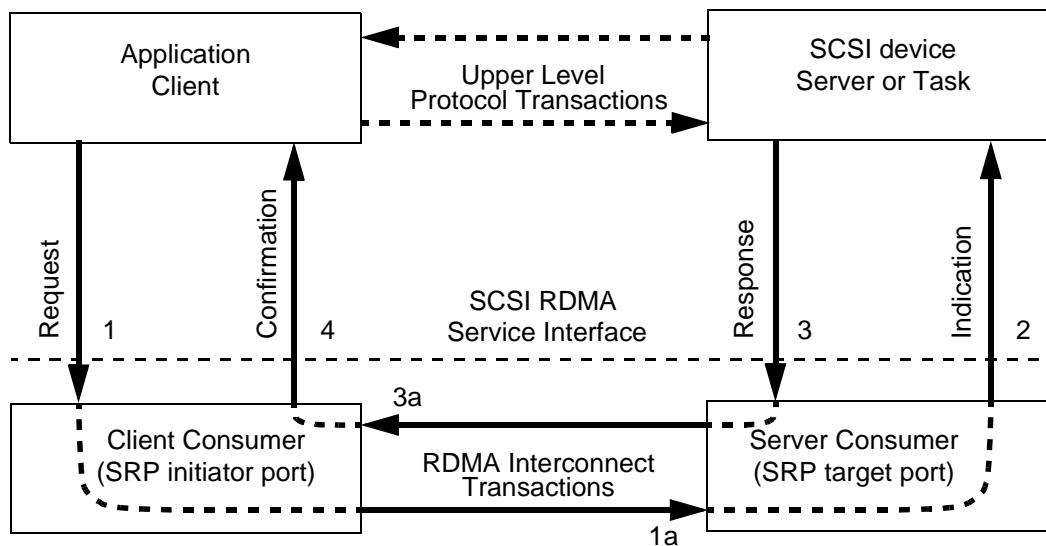 Application
Client
Upper Level
Protocol Transactions
SCSI device
Server or Task
Request
1
Confirmation
4
SCSI RDMA
Service Interface
Response
3
Indication
2
3a
Client Consumer
(SRP initiator port)
RDMA Interconnect
Transactions
1a
Server Consumer
(SRP target port)